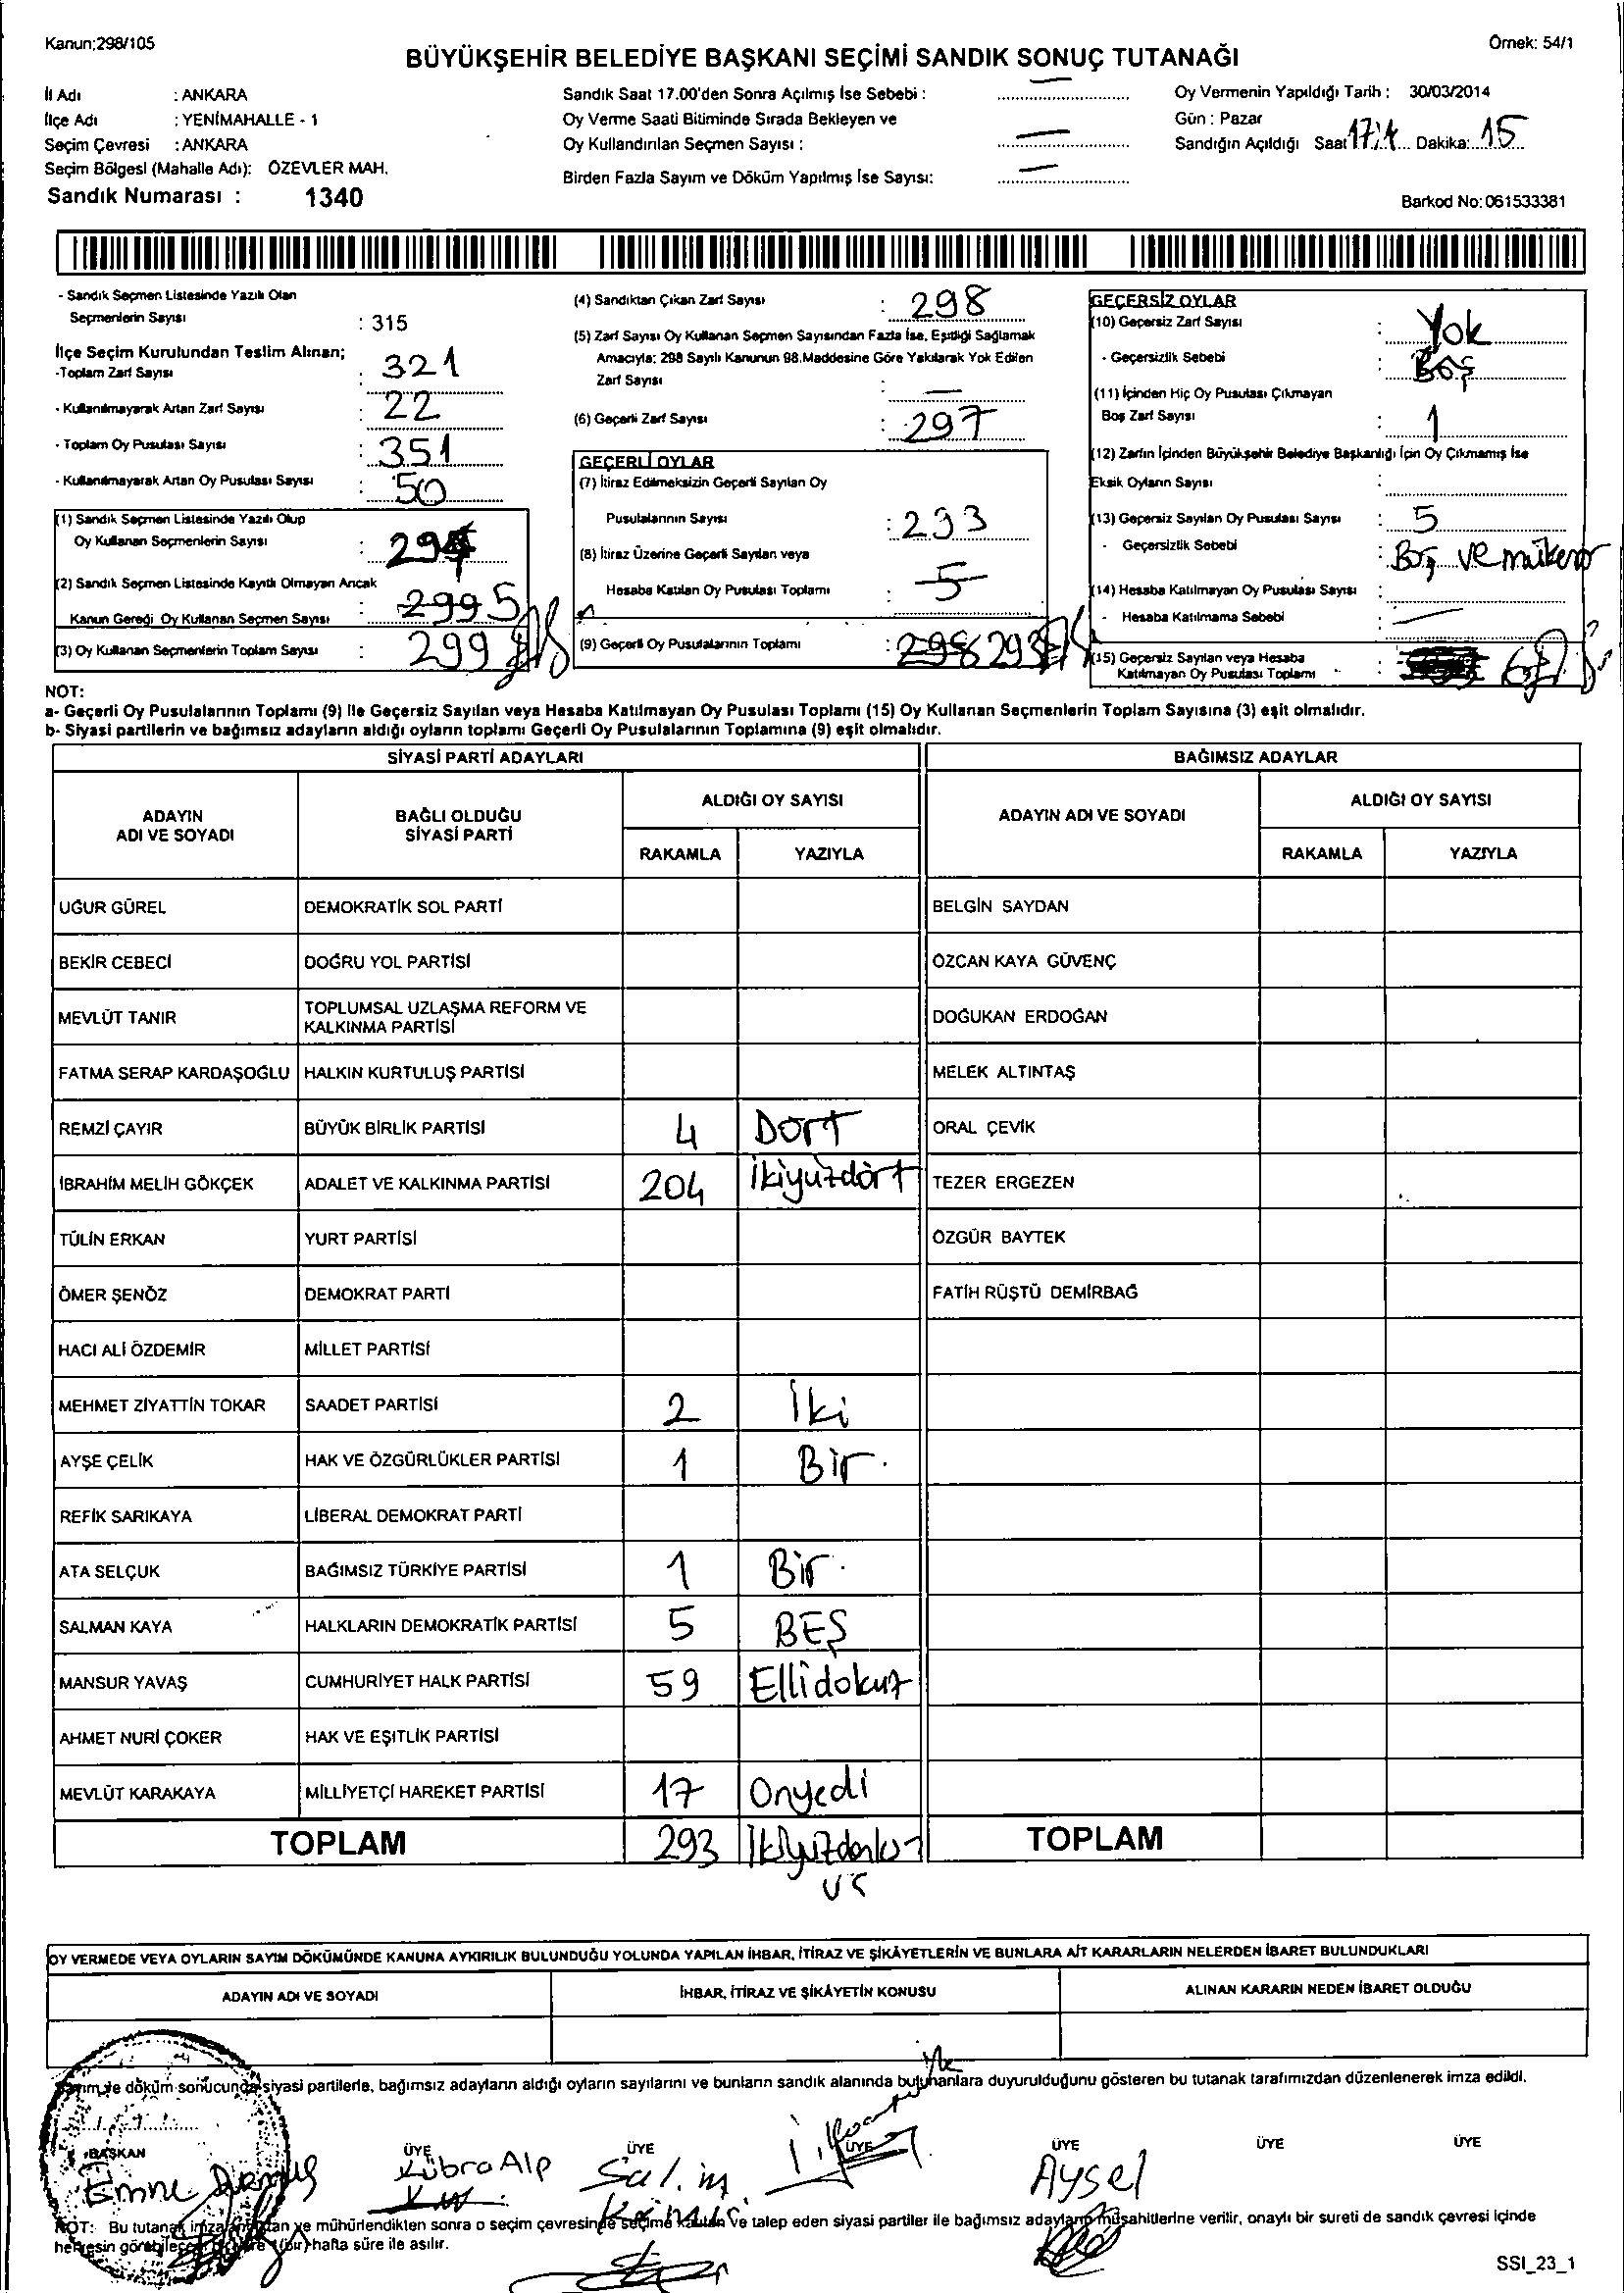 Kanun;298/105
Örnek: 54/1
BÜYÜKŞEHİR BELEDİYE BAŞKANI SEÇİMİ SANDIK SONUÇ TUTANAĞI
İl Adı : ANKARA
İlçe Adı : YENİMAHALLE - 1
Seçim Çevresi : ANKARA
Seçim Bölgesi (Mahalle Adı): ÖZEVLER MAH.
Sandık Numarası : 1340
Sandık Saat 17.00'den Sonra Açılmış İse Sebebi :
Oy Verme Saati Bitiminde Sırada Bekleyen ve
Oy Kullandırılan Seçmen Sayısı :
Birden Fazla Sayım ve Döküm Yapılmış İse Sayısı:
Oy Vermenin Yapıldığı Tarih : 30/03/2014
Gün : Pazar
Sandığın Açıldığı Saat Dakika: 15
Barkod No: 061533381
- Sandık Seçmen Listesinde Yazılı Olan
Seçmenlerin Sayısı : 315
İlçe Seçim Kurulundan Teslim Alınan;
-Toplam Zarf Sayısı : 321
- Kullanılmayarak Artan Zarf Sayısı : 22
- Toplam Oy Pusulası Sayısı : 351
- Kullanılmayarak Artan Oy Pusulası Sayısı : 50
(1) Sandık Seçmen Listesinde Yazılı Olup
Oy Kullanan Seçmenlerin Sayısı :
(2) Sandık Seçmen Listesinde Kayıtlı Olmayan Ancak
Kanun Gereği Oy Kullanan Seçmen Sayısı : 299 5
(3) Oy Kullanan Seçmenlerin Toplam Sayısı : 299
(4) Sandıktan Çıkan Zarf Sayısı : 298
(5) Zarf Sayısı Oy Kullanan Seçmen Sayısından Fazla İse, Eşitliği Sağlamak
Amacıyla; 298 Sayılı Kanunun 98.Maddesine Göre Yakılarak Yok Edilen
Zarf Sayısı : —
(6) Geçerli Zarf Sayısı : 297
GEÇERLİ OYLAR
(7) İtiraz Edilmeksizin Geçerli Sayılan Oy
Pusulalarının Sayısı : 293
(8) İtiraz Üzerine Geçerli Sayılan veya
Hesaba Katılan Oy Pusulası Toplamı : 5
(9) Geçerli Oy Pusulalarının Toplamı : 298 293
GEÇERSİZ OYLAR
(10) Geçersiz Zarf Sayısı : Yok
- Geçersizlik Sebebi : Boş
(11) İçinden Hiç Oy Pusulası Çıkmayan
Boş Zarf Sayısı : 1
(12) Zarfın İçinden Büyükşehir Belediye Başkanlığı İçin Oy Çıkmamış İse
Eksik Oyların Sayısı :
(13) Geçersiz Sayılan Oy Pusulası Sayısı : 5
- Geçersizlik Sebebi : Boş ve mükerer
(14) Hesaba Katılmayan Oy Pusulası Sayısı :
- Hesaba Katılmama Sebebi : —
(15) Geçersiz Sayılan veya Hesaba
Katılmayan Oy Pusulası Toplamı : 6
NOT:
a- Geçerli Oy Pusulalarının Toplamı (9) İle Geçersiz Sayılan veya Hesaba Katılmayan Oy Pusulası Toplamı (15) Oy Kullanan Seçmenlerin Toplam Sayısına (3) eşit olmalıdır.
b- Siyasi partilerin ve bağımsız adayların aldığı oyların toplamı Geçerli Oy Pusulalarının Toplamına (9) eşit olmalıdır.
SİYASİ PARTİ ADAYLARI
BAĞIMSIZ ADAYLAR
ADAYIN ADI VE SOYADI
BAĞLI OLDUĞU SİYASİ PARTİ
ALDIĞI OY SAYISI
RAKAMLA YAZIYLA
ADAYIN ADI VE SOYADI
ALDIĞI OY SAYISI
RAKAMLA YAZIYLA
UĞUR GÜREL DEMOKRATİK SOL PARTİ BELGİN SAYDAN
BEKİR CEBECİ DOĞRU YOL PARTİSİ ÖZCAN KAYA GÜVENÇ
MEVLÜT TANIR TOPLUMSAL UZLAŞMA REFORM VE KALKINMA PARTİSİ DOĞUKAN ERDOĞAN
FATMA SERAP KARDAŞOĞLU HALKIN KURTULUŞ PARTİSİ MELEK ALTINTAŞ
REMZİ ÇAYIR BÜYÜK BİRLİK PARTİSİ 4 DÖRT ORAL ÇEVİK
İBRAHİM MELİH GÖKÇEK ADALET VE KALKINMA PARTİSİ 204 İkiyüzdört TEZER ERGEZEN
TÜLİN ERKAN YURT PARTİSİ ÖZGÜR BAYTEK
ÖMER ŞENÖZ DEMOKRAT PARTİ FATİH RÜŞTÜ DEMİRBAĞ
HACI ALİ ÖZDEMİR MİLLET PARTİSİ
MEHMET ZİYATTİN TOKAR SAADET PARTİSİ 2 İki
AYŞE ÇELİK HAK VE ÖZGÜRLÜKLER PARTİSİ 1 Bir
REFİK SARIKAYA LİBERAL DEMOKRAT PARTİ
ATA SELÇUK BAĞIMSIZ TÜRKİYE PARTİSİ 1 Bir
SALMAN KAYA HALKLARIN DEMOKRATİK PARTİSİ 5 BEŞ
MANSUR YAVAŞ CUMHURİYET HALK PARTİSİ 59 Ellidokuz
AHMET NURİ ÇOKER HAK VE EŞİTLİK PARTİSİ
MEVLÜT KARAKAYA MİLLİYETÇİ HAREKET PARTİSİ 17 Onyedi
TOPLAM 293 TOPLAM
OY VERMEDE VEYA OYLARIN SAYIM DÖKÜMÜNDE KANUNA AYKIRILIK BULUNDUĞU YOLUNDA YAPILAN İHBAR, İTİRAZ VE ŞİKÂYETLERİN VE BUNLARA AİT KARARLARIN NELERDEN İBARET BULUNDUKLARI
ADAYIN ADI VE SOYADI İHBAR, İTİRAZ VE ŞİKÂYETİN KONUSU ALINAN KARARIN NEDEN İBARET OLDUĞU
döküm sonucunda siyasi partilerle, bağımsız adayların aldığı oyların sayılarını ve bunların sandık alanında bulunanlara duyurulduğunu gösteren bu tutanak tarafımızdan düzenlenerek imza edildi.
BAŞKAN ÜYE ÜYE ÜYE ÜYE ÜYE ÜYE
Emine Kübra Alp Salim Aysel
NOT: Bu tutanak ve mühürlendikten sonra o seçim çevresinde seçime katılan ve talep eden siyasi partiler ile bağımsız adayların müşahitlerine verilir, onaylı bir sureti de sandık çevresi içinde
herkesin (bir) hafta süre ile asılır.
SSI_23_1